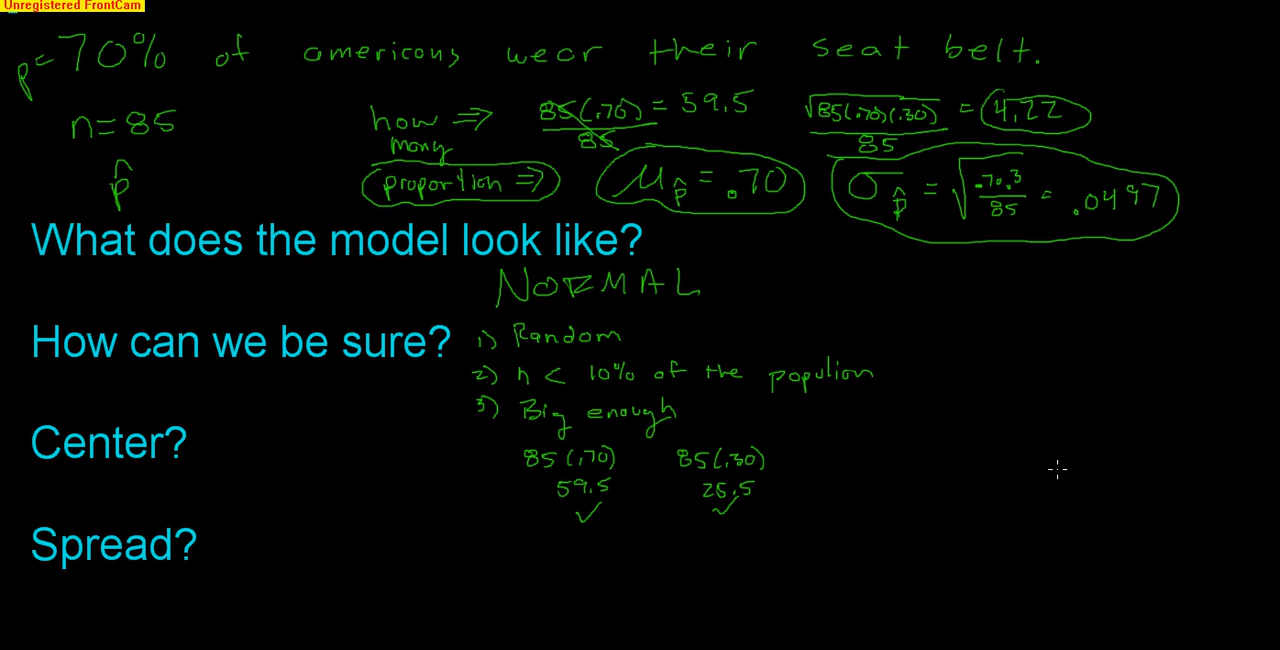 Unregistered FrontCam
p=70% of americans wear their seat belt.
n=85
how many ⇒ 85(.70)/85 = 59.5 √85(.70)(.30)/85 = 4.22
p̂
proportion ⇒ μp̂ = .70 σp̂ = √.70.3/85 = .0497
What does the model look like?
NORMAL
How can we be sure?
1) Random
2) n < 10% of the populion
3) Big enough
Center?
85(.70) 85(.30)
59.5 25.5
✓ ✓
Spread?